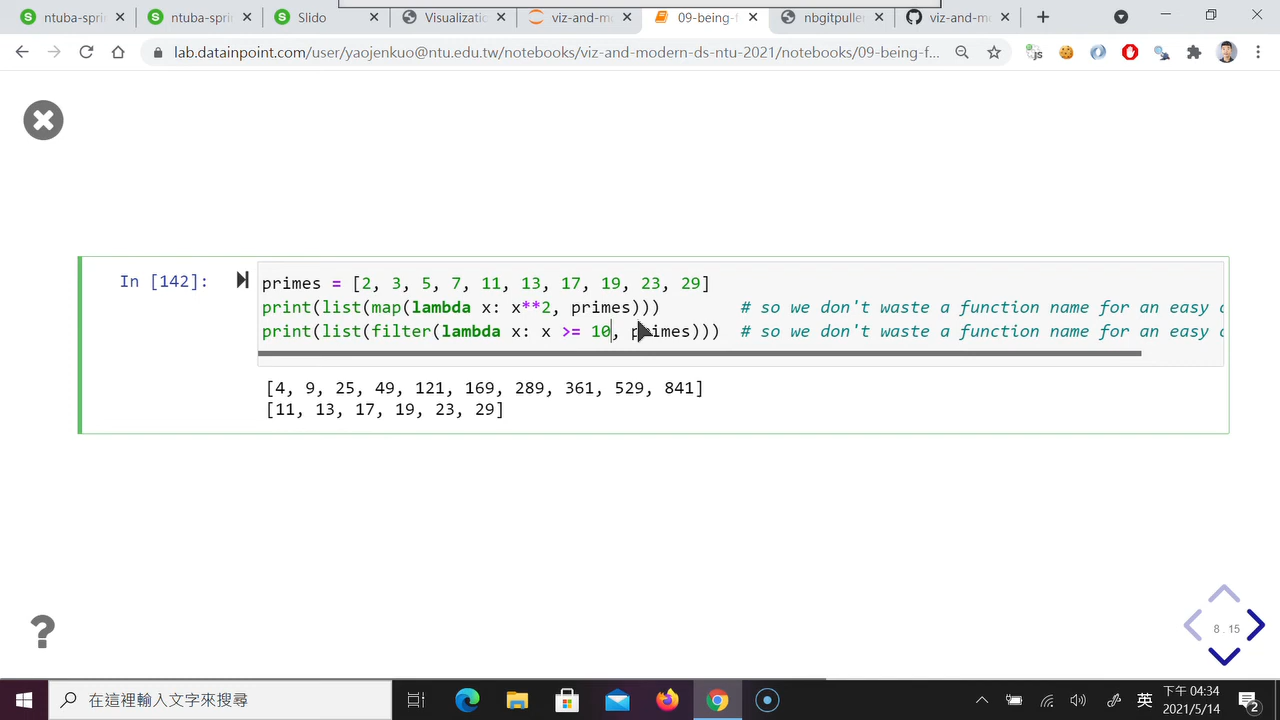 ntuba-spri
ntuba-spri
Slido
Visualizatio
viz-and-mo
09-being-f
nbgitpuller
viz-and-mo
lab.datainpoint.com/user/yaojenkuo@ntu.edu.tw/notebooks/viz-and-modern-ds-ntu-2021/notebooks/09-being-f...
In [142]:
primes = [2, 3, 5, 7, 11, 13, 17, 19, 23, 29]
print(list(map(lambda x: x**2, primes))) # so we don't waste a function name for an easy
print(list(filter(lambda x: x >= 10, primes))) # so we don't waste a function name for an easy
[4, 9, 25, 49, 121, 169, 289, 361, 529, 841]
[11, 13, 17, 19, 23, 29]
?
8 . 15
在這裡輸入文字來搜尋
英
下午 04:34
2021/5/14
2